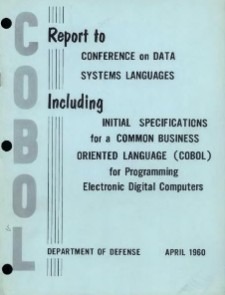 COBOL
Report to
CONFERENCE on DATA
SYSTEMS LANGUAGES
Including
INITIAL SPECIFICATIONS
for a COMMON BUSINESS
ORIENTED LANGUAGE (COBOL)
for Programming
Electronic Digital Computers
DEPARTMENT OF DEFENSE APRIL 1960